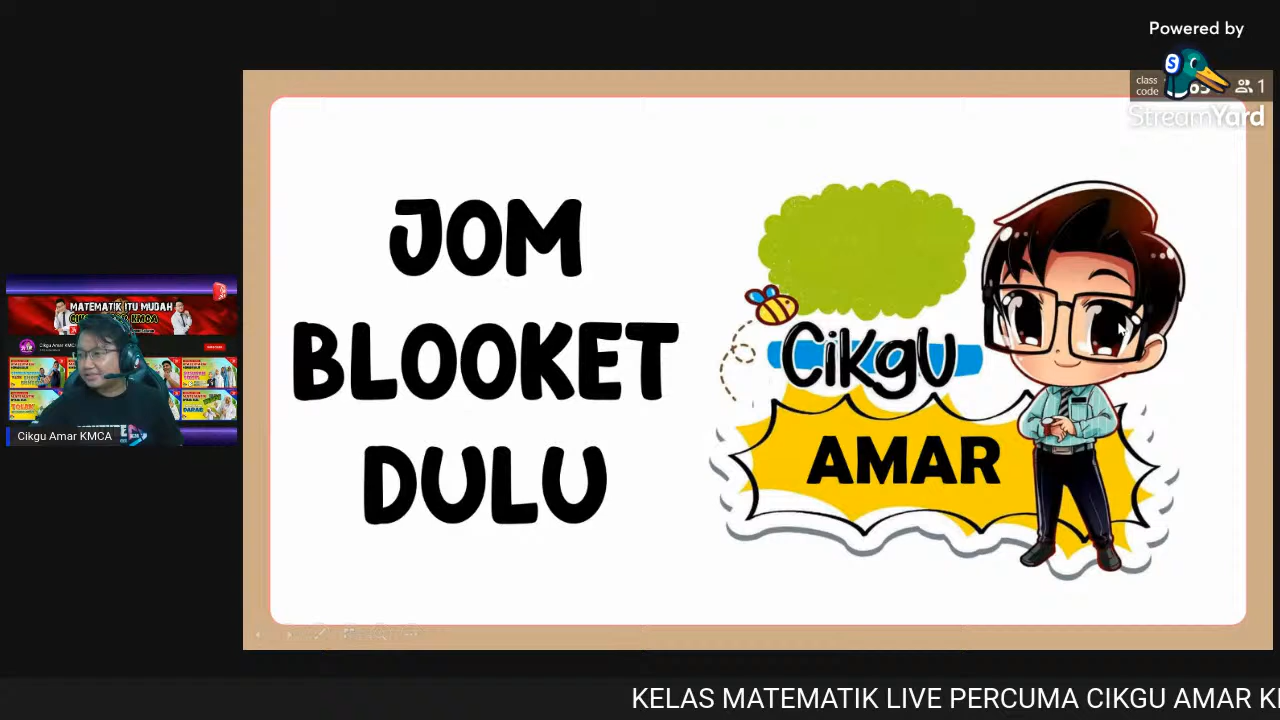 Powered by
StreamYard
class
code
1
JOM
BLOOKET
DULU
Cikgu
AMAR
MATEMATIK ITU MUDAH
Cikgu Amar KMCA
KELAS MATEMATIK LIVE PERCUMA CIKGU AMAR K